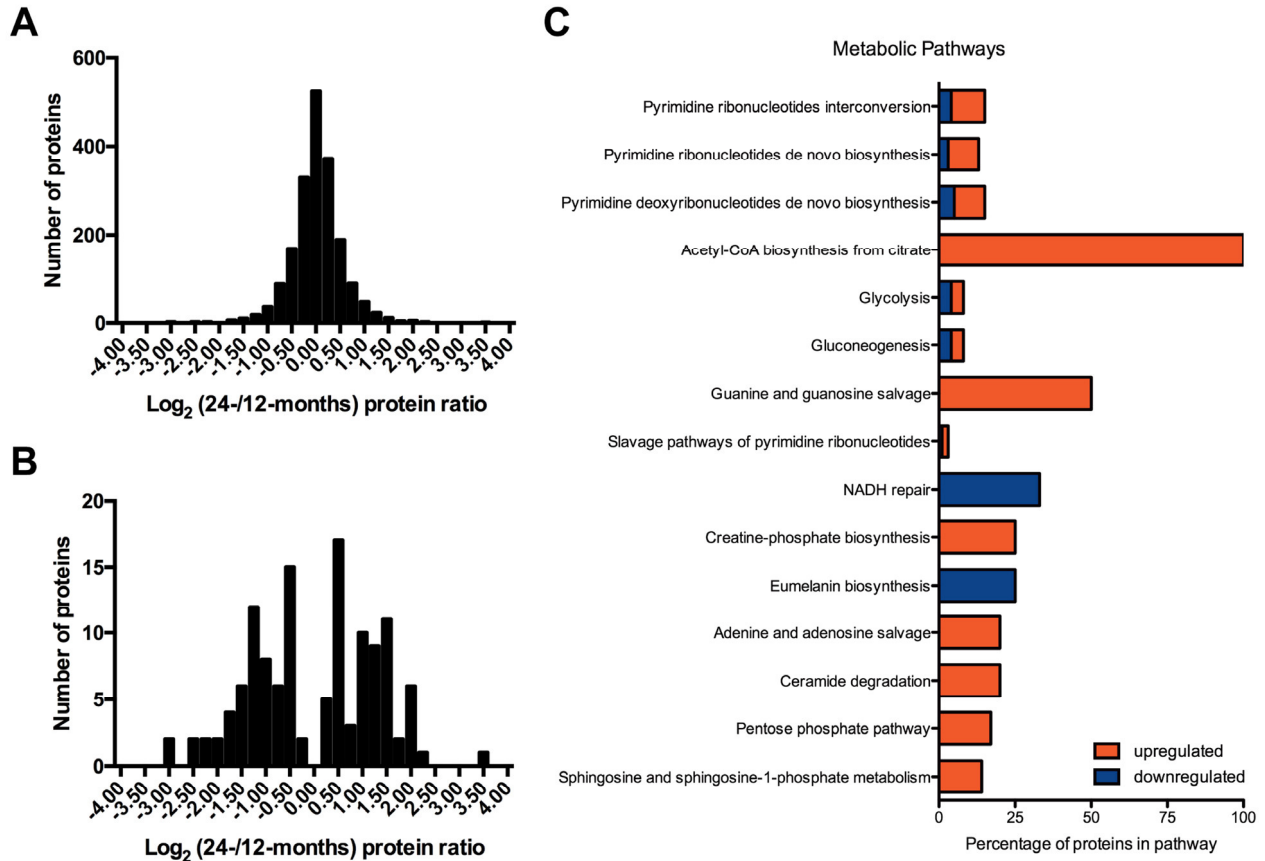 A
600
400
200
0
Number of proteins
-4.00
-3.50
-3.00
-2.50
-2.00
-1.50
-1.00
-0.50
0.00
0.50
1.00
1.50
2.00
2.50
3.00
3.50
4.00
Log2 (24-/12-months) protein ratio
B
20
15
10
5
0
Number of proteins
-4.00
-3.50
-3.00
-2.50
-2.00
-1.50
-1.00
-0.50
0.00
0.50
1.00
1.50
2.00
2.50
3.00
3.50
4.00
Log2 (24-/12-months) protein ratio
C
Metabolic Pathways
Pyrimidine ribonucleotides interconversion
Pyrimidine ribonucleotides de novo biosynthesis
Pyrimidine deoxyribonucleotides de novo biosynthesis
Acetyl-CoA biosynthesis from citrate
Glycolysis
Gluconeogenesis
Guanine and guanosine salvage
Slavage pathways of pyrimidine ribonucleotides
NADH repair
Creatine-phosphate biosynthesis
Eumelanin biosynthesis
Adenine and adenosine salvage
Ceramide degradation
Pentose phosphate pathway
Sphingosine and sphingosine-1-phosphate metabolism
upregulated
downregulated
0
25
50
75
100
Percentage of proteins in pathway